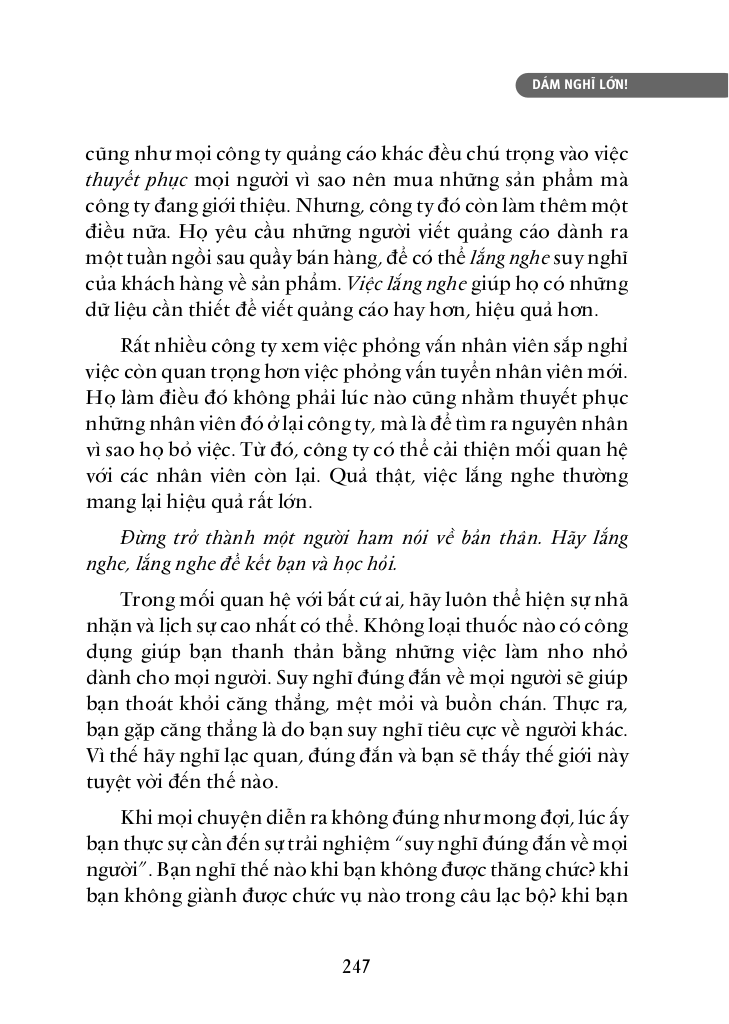 DÁM NGHĨ LỚN!
cũng như mọi công ty quảng cáo khác đều chú trọng vào việc
thuyết phục mọi người vì sao nên mua những sản phẩm mà
công ty đang giới thiệu. Nhưng, công ty đó còn làm thêm một
điều nữa. Họ yêu cầu những người viết quảng cáo dành ra
một tuần ngồi sau quầy bán hàng, để có thể lắng nghe suy nghĩ
của khách hàng về sản phẩm. Việc lắng nghe giúp họ có những
dữ liệu cần thiết để viết quảng cáo hay hơn, hiệu quả hơn.
Rất nhiều công ty xem việc phỏng vấn nhân viên sắp nghỉ
việc còn quan trọng hơn việc phỏng vấn tuyển nhân viên mới.
Họ làm điều đó không phải lúc nào cũng nhằm thuyết phục
những nhân viên đó ở lại công ty, mà là để tìm ra nguyên nhân
vì sao họ bỏ việc. Từ đó, công ty có thể cải thiện mối quan hệ
với các nhân viên còn lại. Quả thật, việc lắng nghe thường
mang lại hiệu quả rất lớn.
Đừng trở thành một người ham nói về bản thân. Hãy lắng
nghe, lắng nghe để kết bạn và học hỏi.
Trong mối quan hệ với bất cứ ai, hãy luôn thể hiện sự nhã
nhặn và lịch sự cao nhất có thể. Không loại thuốc nào có công
dụng giúp bạn thanh thản bằng những việc làm nho nhỏ
dành cho mọi người. Suy nghĩ đúng đắn về mọi người sẽ giúp
bạn thoát khỏi căng thẳng, mệt mỏi và buồn chán. Thực ra,
bạn gặp căng thẳng là do bạn suy nghĩ tiêu cực về người khác.
Vì thế hãy nghĩ lạc quan, đúng đắn và bạn sẽ thấy thế giới này
tuyệt vời đến thế nào.
Khi mọi chuyện diễn ra không đúng như mong đợi, lúc ấy
bạn thực sự cần đến sự trải nghiệm “suy nghĩ đúng đắn về mọi
người”. Bạn nghĩ thế nào khi bạn không được thăng chức? khi
bạn không giành được chức vụ nào trong câu lạc bộ? khi bạn
247